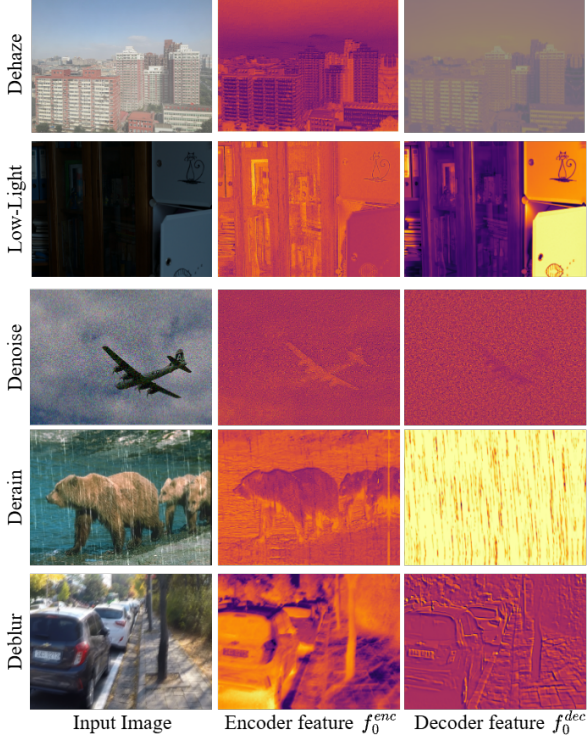 Dehaze
Low-Light
Denoise
Derain
Deblur
Input Image
Encoder feature $f_0^{enc}$
Decoder feature $f_0^{dec}$